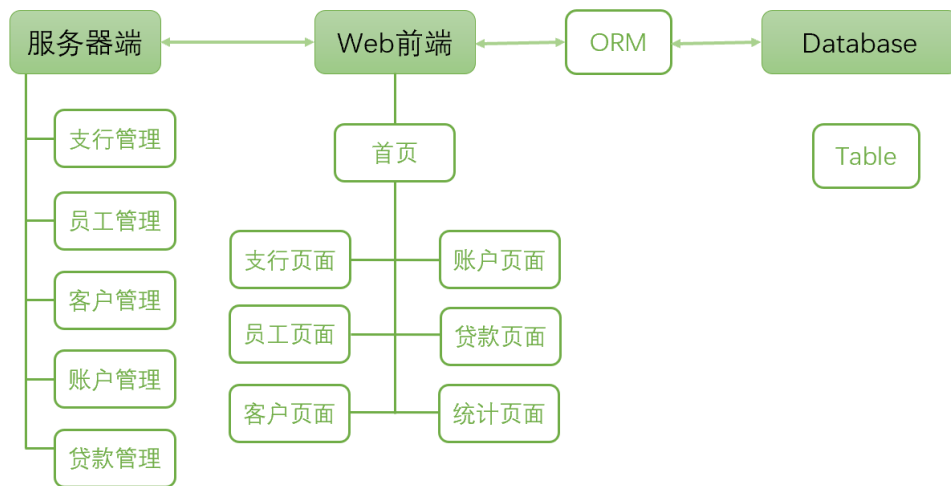 服务器端
Web前端
ORM
Database
支行管理
员工管理
客户管理
账户管理
贷款管理
首页
支行页面
账户页面
员工页面
贷款页面
客户页面
统计页面
Table